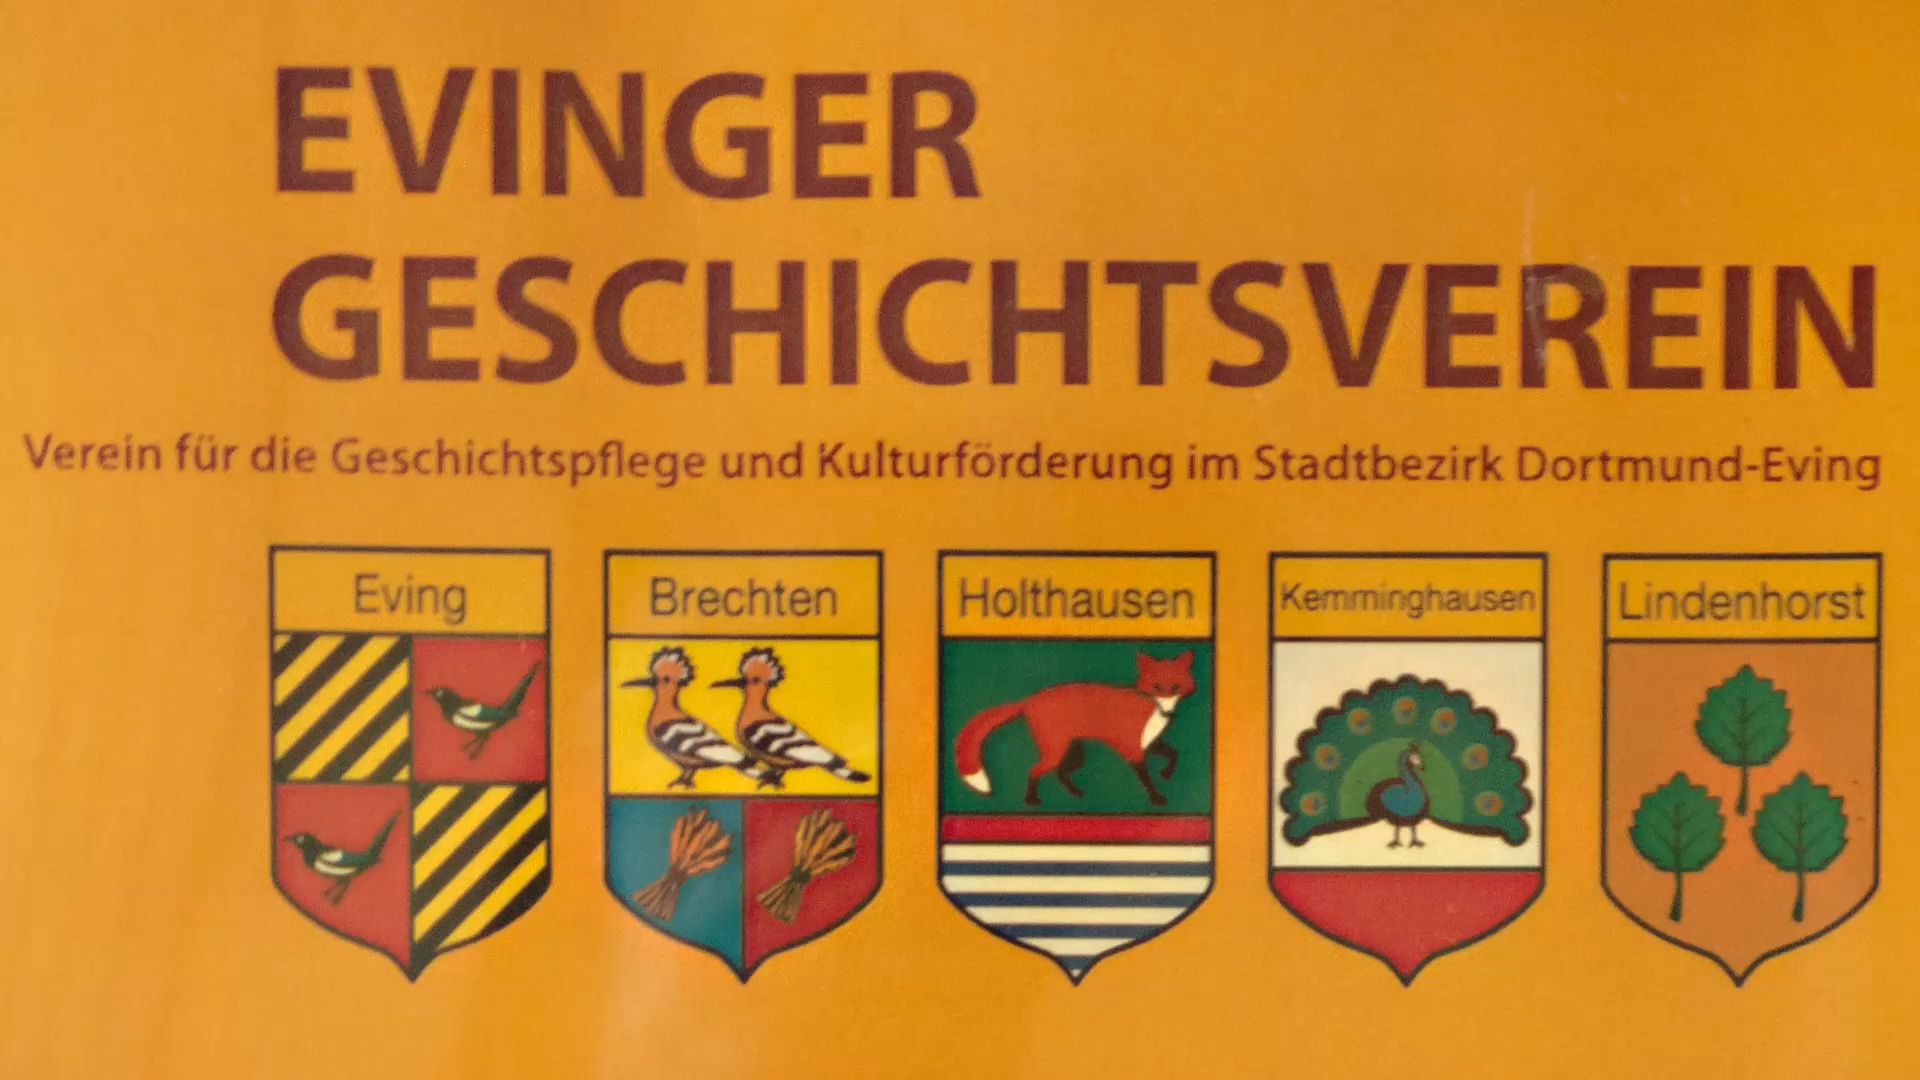 EVINGER
GESCHICHTSVEREIN
Verein für die Geschichtspflege und Kulturförderung im Stadtbezirk Dortmund-Eving
Eving
Brechten
Holthausen
Kemminghausen
Lindenhorst